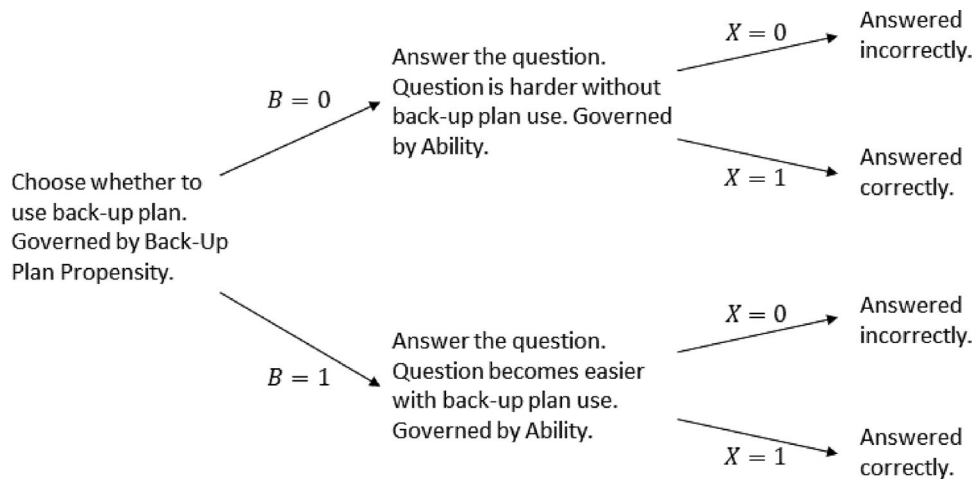 Choose whether to
use back-up plan.
Governed by Back-Up
Plan Propensity.
B = 0
Answer the question.
Question is harder without
back-up plan use. Governed
by Ability.
X = 0
Answered
incorrectly.
X = 1
Answered
correctly.
B = 1
Answer the question.
Question becomes easier
with back-up plan use.
Governed by Ability.
X = 0
Answered
incorrectly.
X = 1
Answered
correctly.